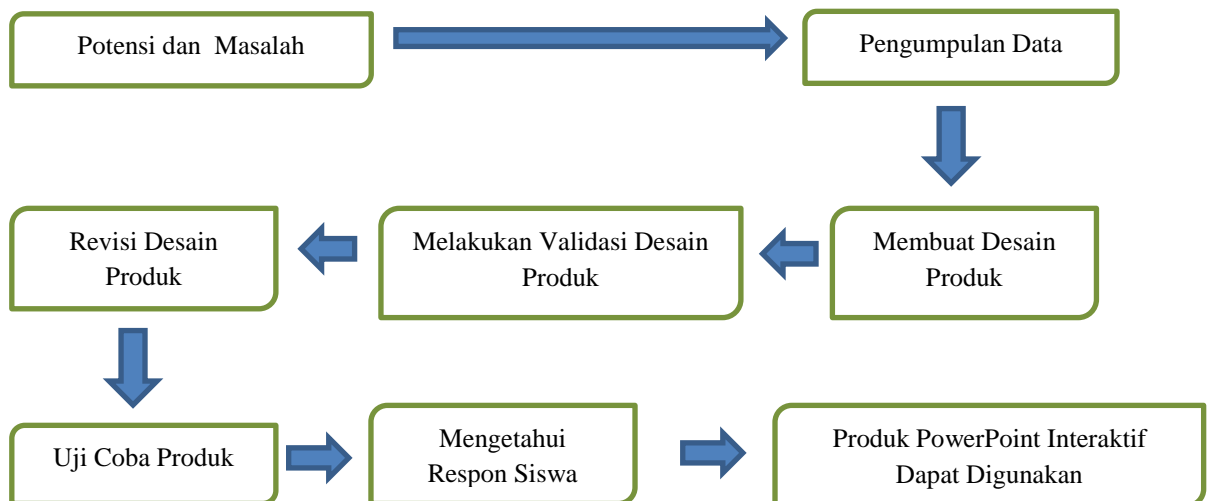 Potensi dan  Masalah
Pengumpulan Data
Membuat Desain
Produk
Melakukan Validasi Desain
Produk
Revisi Desain
Produk
Uji Coba Produk
Mengetahui
Respon Siswa
Produk PowerPoint Interaktif
Dapat Digunakan